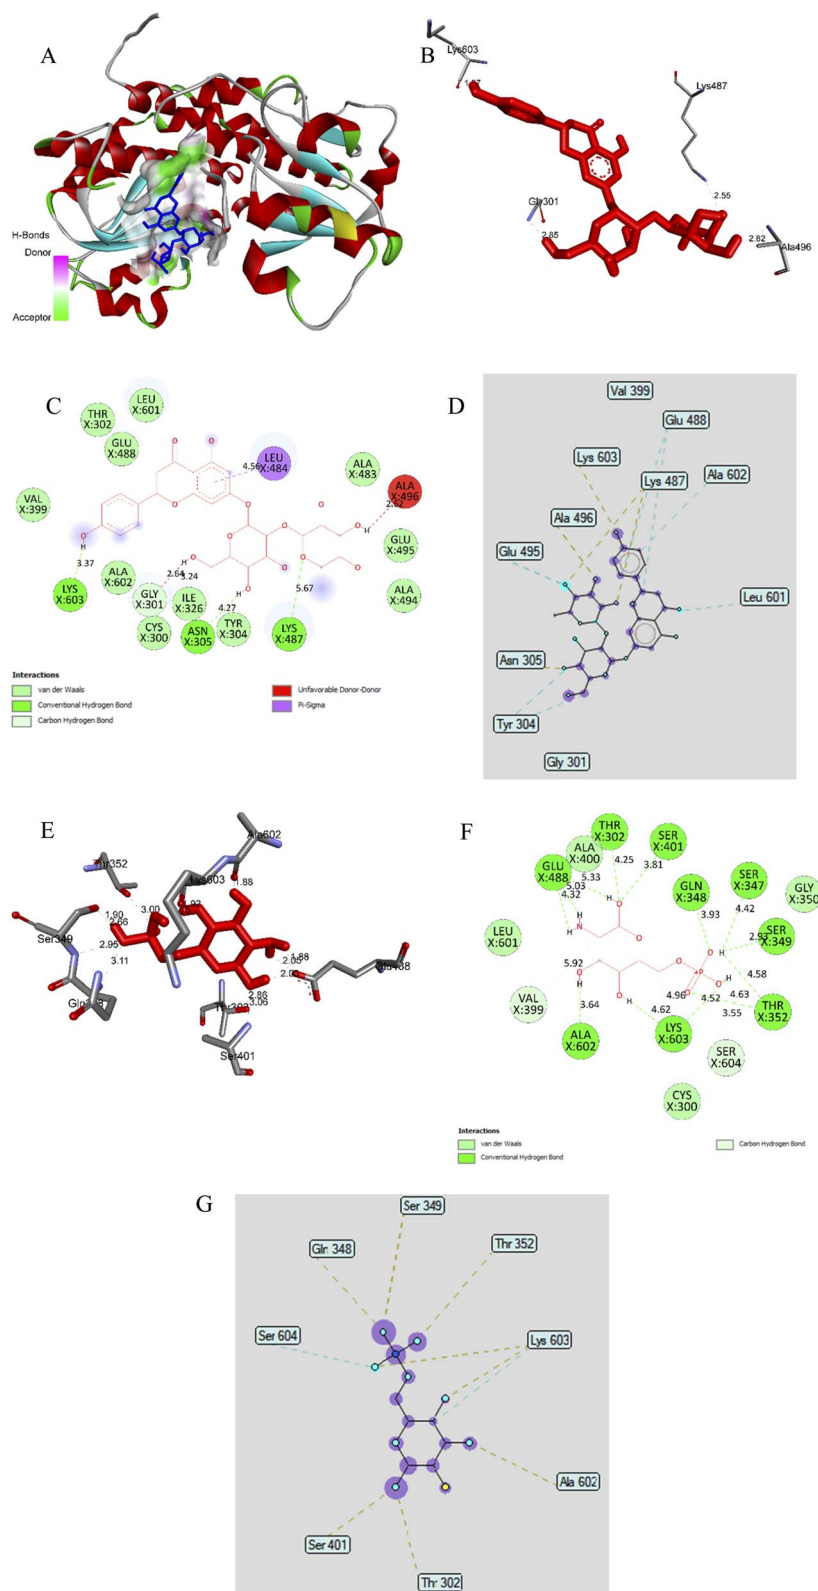 A
H-Bonds
Donor
Acceptor
B
Lys603
Lys487
Gly301
2.55
2.85
2.82
Ala496
C
LEU
X:601
THR
X:302
GLU
X:488
4.56
LEU
X:484
ALA
X:483
ALA
X:496
VAL
X:399
O
O
O
O
O
O
H
2.62
GLU
X:495
H
3.37
H
2.64
3.24
H
5.67
LYS
X:603
ALA
X:602
GLY
X:301
ILE
X:326
4.27
ALA
X:494
CYS
X:300
ASN
X:305
TYR
X:304
LYS
X:487
Interactions
van der Waals
Conventional Hydrogen Bond
Carbon Hydrogen Bond
Unfavorable Donor-Donor
Pi-Sigma
D
Val 399
Glu 488
Lys 603
Lys 487
Ala 602
Ala 496
Glu 495
Leu 601
Asn 305
Tyr 304
Gly 301
E
Ala602
Thr352
1.88
Lys603
1.92
1.90
3.00
2.66
Ser349
2.95
3.11
1.88
2.05
2.86
3.06
Ser401
F
THR
X:302
SER
X:401
ALA
X:400
GLU
X:488
5.33
4.25
3.81
5.03
4.32
GLN
X:348
SER
X:347
GLY
X:350
3.93
4.42
2.93
SER
X:349
LEU
X:601
5.92
VAL
X:399
4.58
4.96
4.52
4.63
3.64
4.62
3.55
THR
X:352
ALA
X:602
LYS
X:603
SER
X:604
CYS
X:300
Interactions
van der Waals
Conventional Hydrogen Bond
Carbon Hydrogen Bond
G
Ser 349
Gln 348
Thr 352
Ser 604
Lys 603
Ala 602
Ser 401
Thr 302